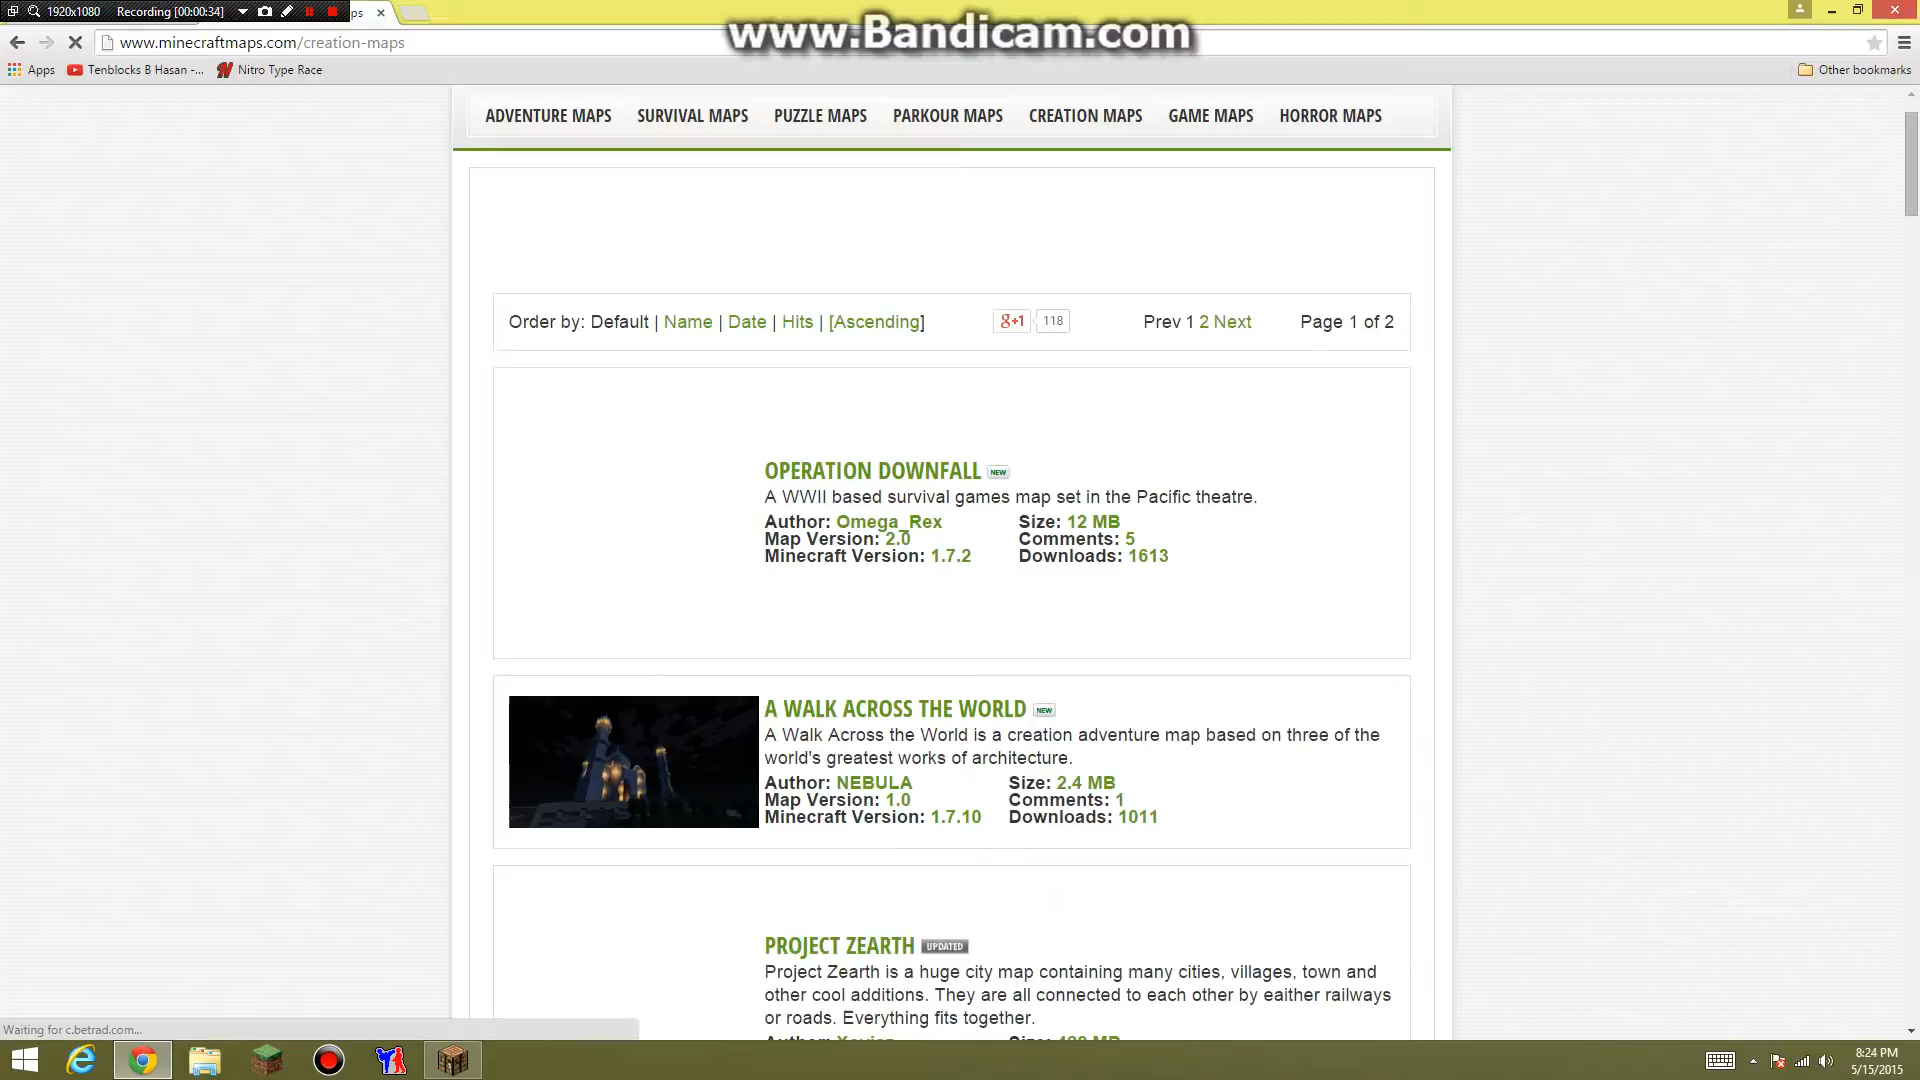 1920x1080 Recording [00:00:34] ps
www.Bandicam.com
www.minecraftmaps.com/creation-maps
Apps Tenblocks B Hasan -... Nitro Type Race Other bookmarks
ADVENTURE MAPS SURVIVAL MAPS PUZZLE MAPS PARKOUR MAPS CREATION MAPS GAME MAPS HORROR MAPS
Order by: Default | Name | Date | Hits | [Ascending] g+1 118 Prev 1 2 Next Page 1 of 2
OPERATION DOWNFALL NEW
A WWII based survival games map set in the Pacific theatre.
Author: Omega_Rex Size: 12 MB
Map Version: 2.0 Comments: 5
Minecraft Version: 1.7.2 Downloads: 1613
A WALK ACROSS THE WORLD NEW
A Walk Across the World is a creation adventure map based on three of the
world's greatest works of architecture.
Author: NEBULA Size: 2.4 MB
Map Version: 1.0 Comments: 1
Minecraft Version: 1.7.10 Downloads: 1011
PROJECT ZEARTH UPDATED
Project Zearth is a huge city map containing many cities, villages, town and
other cool additions. They are all connected to each other by eaither railways
or roads. Everything fits together.
Waiting for c.betrad.com...
8:24 PM
5/15/2015